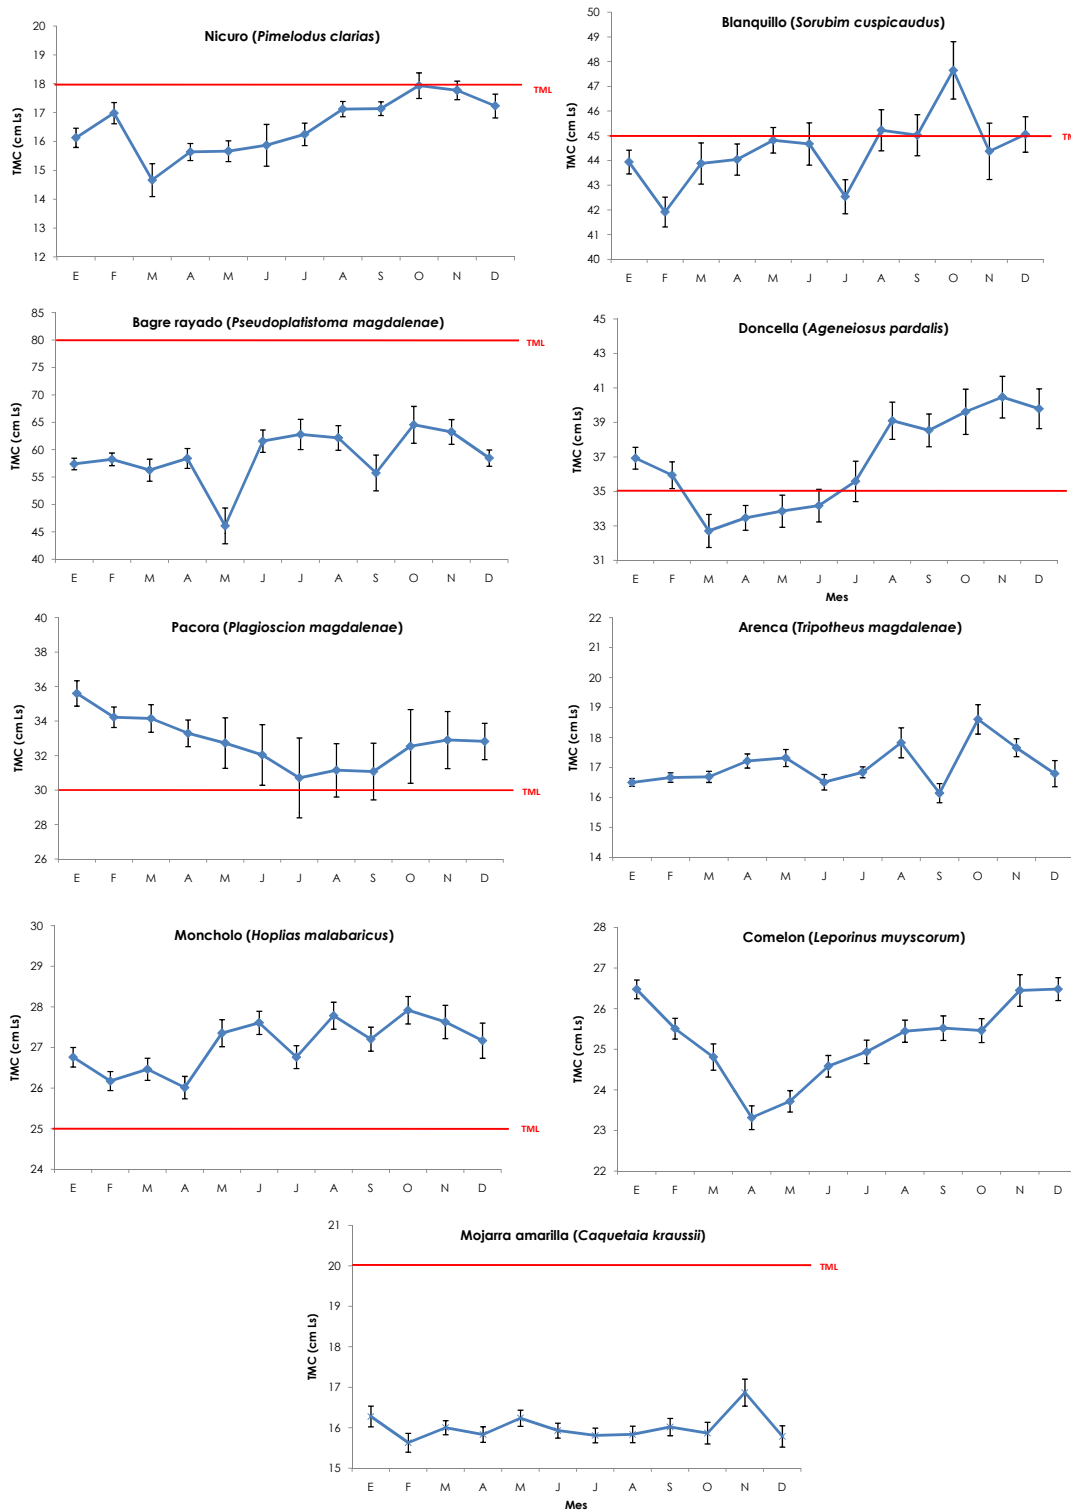 Nicuro (Pimelodus clarias)
TMC (cm Ls)
20
19
18
17
16
15
14
13
12
TML
E F M A M J J A S O N D
Blanquillo (Sorubim cuspicaudus)
TMC (cm Ls)
50
49
48
47
46
45
44
43
42
41
40
TM
E F M A M J J A S O N D
Bagre rayado (Pseudoplatistoma magdalenae)
TMC (cm Ls)
85
80
75
70
65
60
55
50
45
40
TML
E F M A M J J A S O N D
Doncella (Ageneiosus pardalis)
TMC (cm Ls)
45
43
41
39
37
35
33
31
E F M A M J J A S O N D
Mes
Pacora (Plagioscion magdalenae)
TMC (cm Ls)
40
38
36
34
32
30
28
26
TML
E F M A M J J A S O N D
Arenca (Tripotheus magdalenae)
TMC (cm Ls)
22
21
20
19
18
17
16
15
14
E F M A M J J A S O N D
Moncholo (Hoplias malabaricus)
TMC (cm Ls)
30
29
28
27
26
25
24
TML
E F M A M J J A S O N D
Comelon (Leporinus muyscorum)
TMC (cm Ls)
28
27
26
25
24
23
22
E F M A M J J A S O N D
Mojarra amarilla (Caquetaia kraussii)
TMC (cm Ls)
21
20
19
18
17
16
15
TML
E F M A M J J A S O N D
Mes